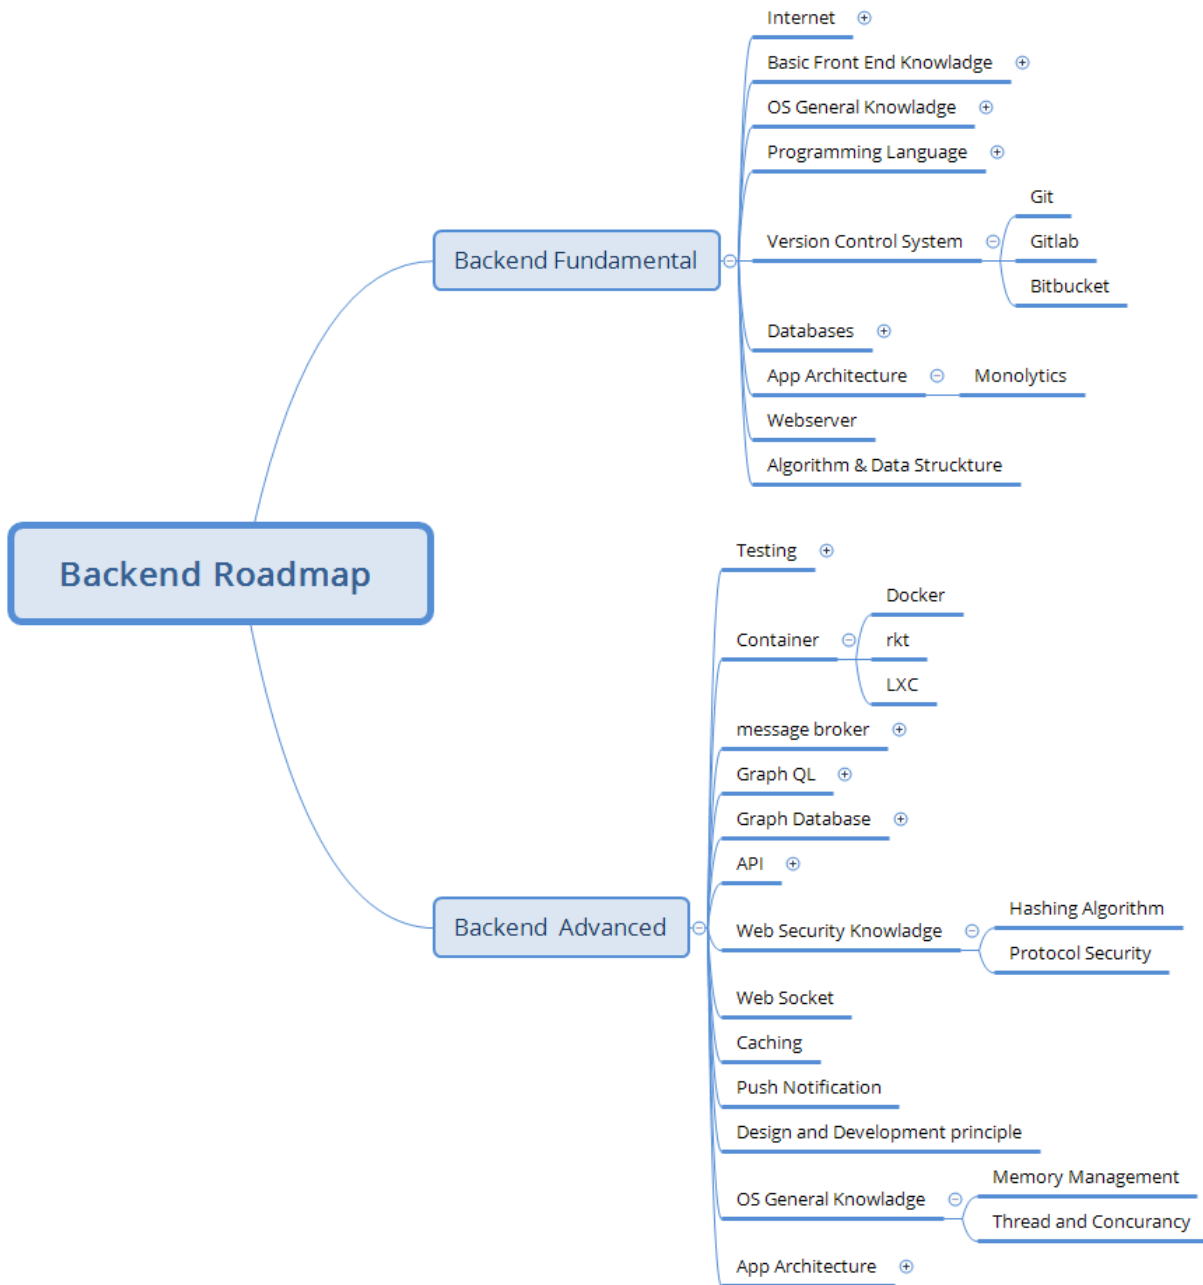 Backend Roadmap
Backend Fundamental
Internet
Basic Front End Knowladge
OS General Knowladge
Programming Language
Version Control System
Git
Gitlab
Bitbucket
Databases
App Architecture
Monolytics
Webserver
Algorithm & Data Struckture
Backend Advanced
Testing
Container
Docker
rkt
LXC
message broker
Graph QL
Graph Database
API
Web Security Knowladge
Hashing Algorithm
Protocol Security
Web Socket
Caching
Push Notification
Design and Development principle
OS General Knowladge
Memory Management
Thread and Concurancy
App Architecture